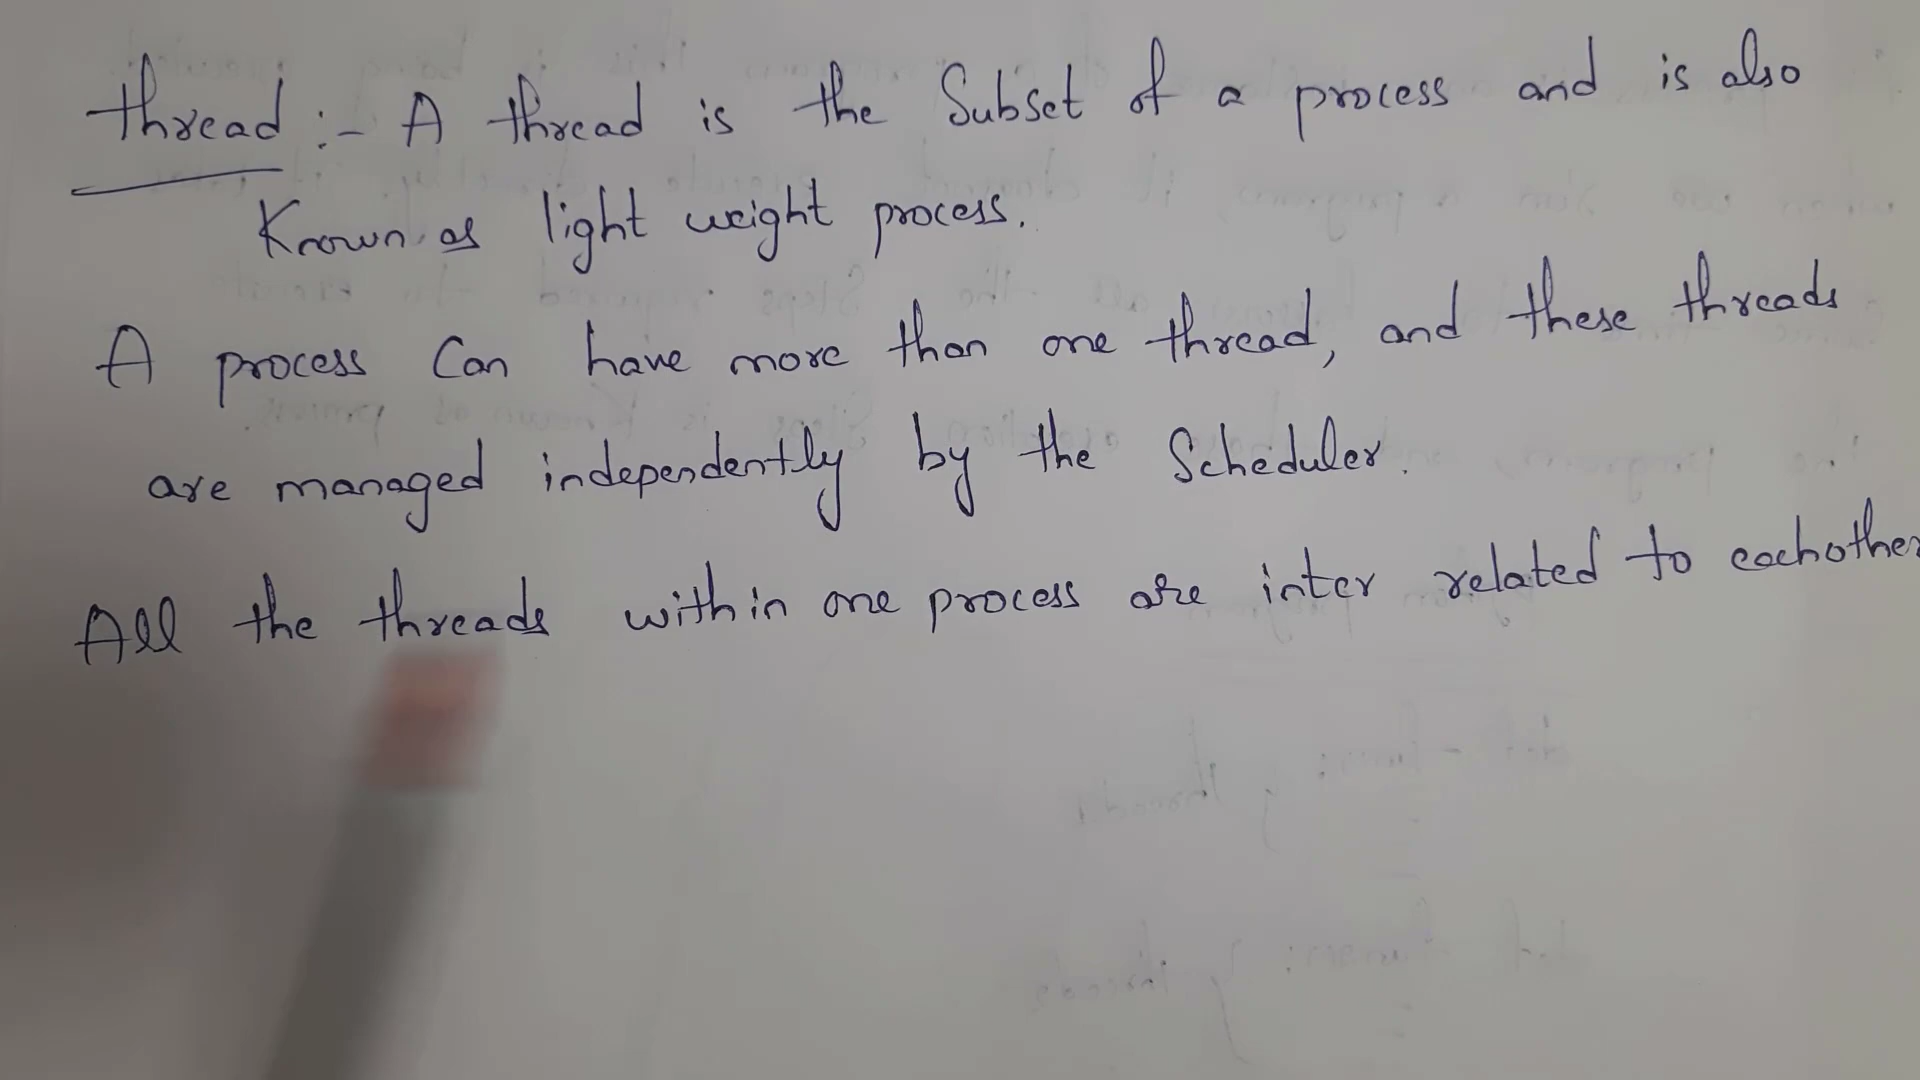 thread :- A thread is the Subset of a process and is also
Known as light weight process.
A process Can have more than one thread, and these threads
are managed independently by the Scheduler.
All the threads within one process are inter related to eachother